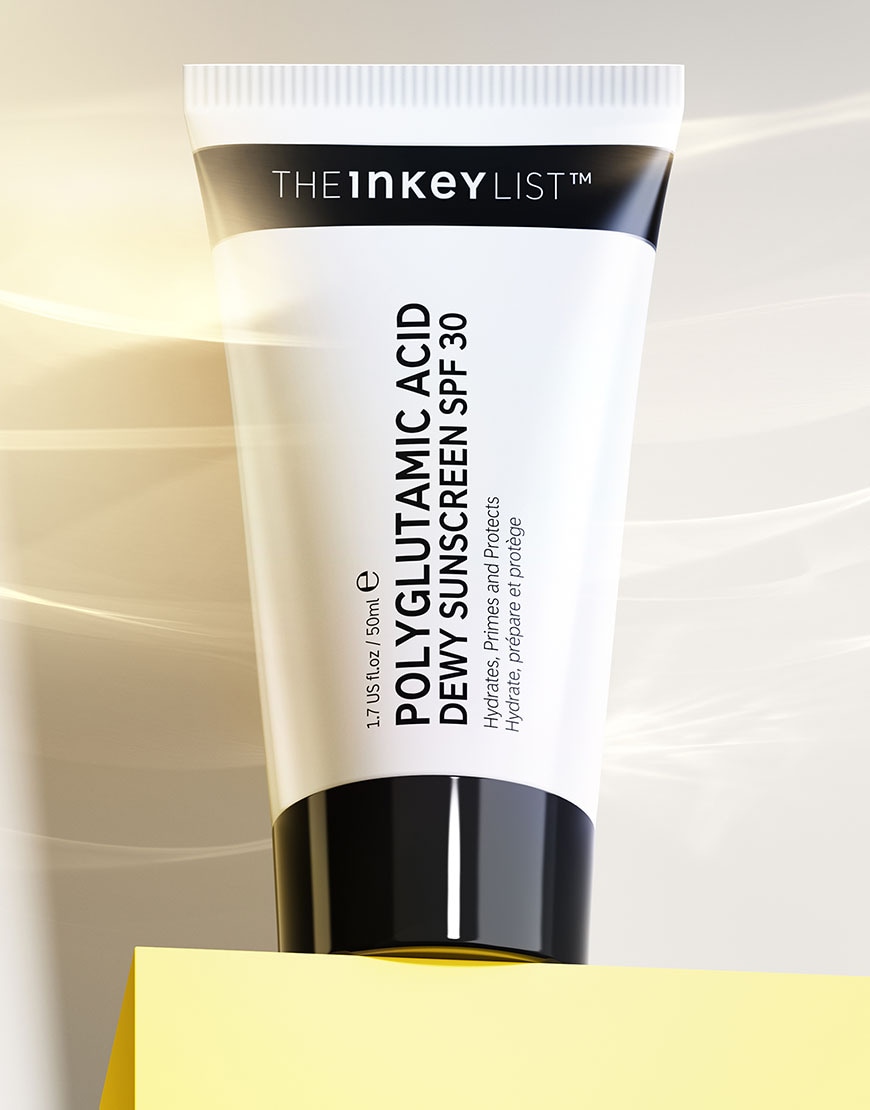 THE INKEY LIST™
1.7 US fl.oz / 50ml ℮
POLYGLUTAMIC ACID
DEWY SUNSCREEN SPF 30
Hydrates, Primes and Protects
Hydrate, prépare et protège